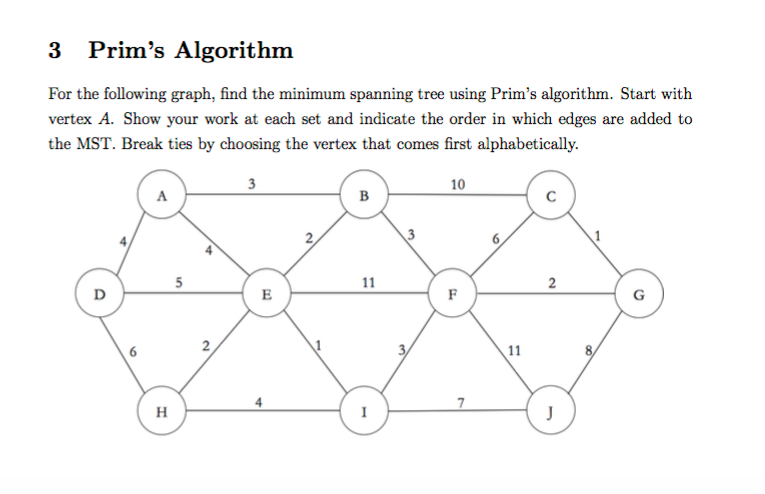 3 Prim's Algorithm
For the following graph, find the minimum spanning tree using Prim's algorithm. Start with
vertex A. Show your work at each set and indicate the order in which edges are added to
the MST. Break ties by choosing the vertex that comes first alphabetically.
3 10
A B C
4 4 2 3 6 1
5 11 2
D E F G
6 2 1 3 11 8
4 7
H I J